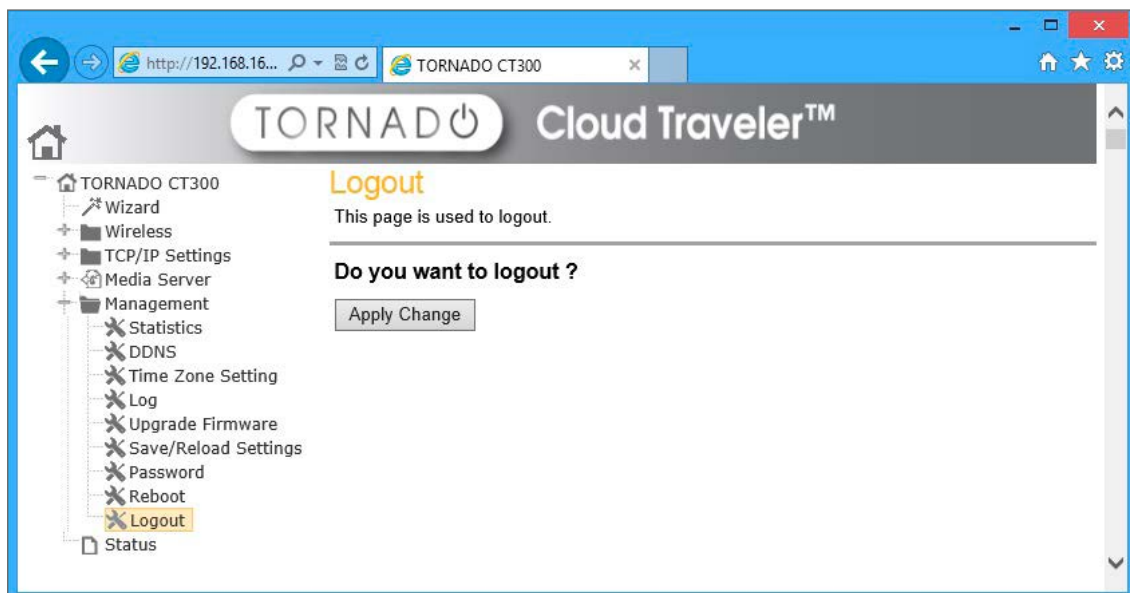 http://192.168.16...
TORNADO CT300
TORNADO Cloud Traveler™
TORNADO CT300
Wizard
Wireless
TCP/IP Settings
Media Server
Management
Statistics
DDNS
Time Zone Setting
Log
Upgrade Firmware
Save/Reload Settings
Password
Reboot
Logout
Status
Logout
This page is used to logout.
Do you want to logout ?
Apply Change